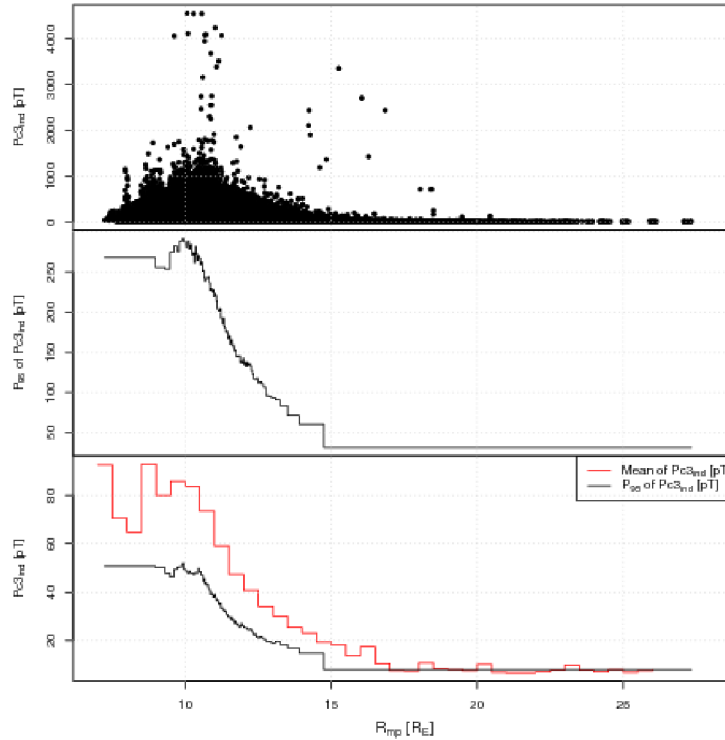 Pc3ind [pT]
0 1000 2000 3000 4000
P95 of Pc3ind [pT]
50 100 150 200 250
Mean of Pc3ind [pT
P95 of Pc3ind [pT]
Pc3ind [pT]
20 40 60 80
10 15 20 25
Rmp [RE]